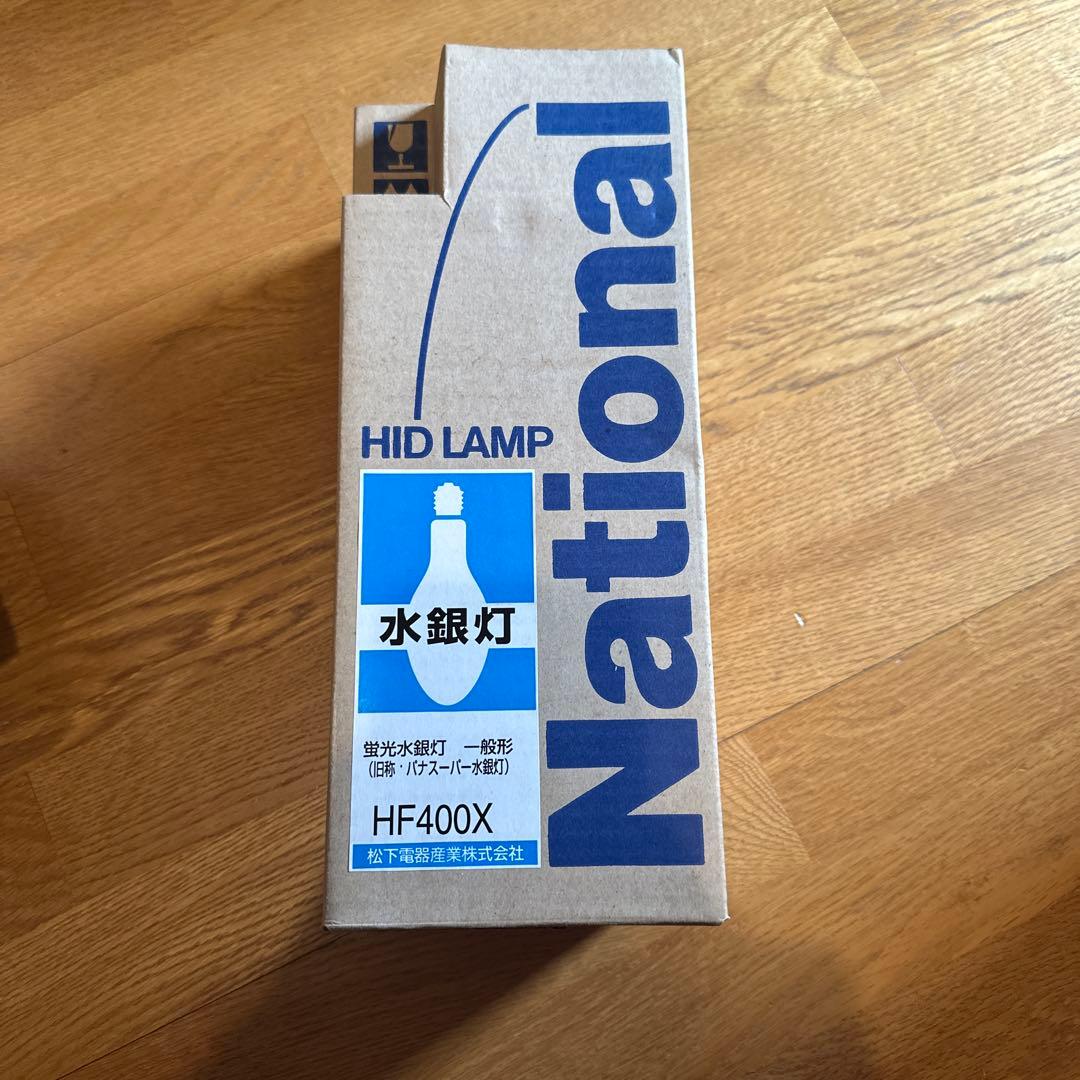 National
HID LAMP
水銀灯
蛍光水銀灯 一般形
(旧称・パナスーパー水銀灯)
HF400X
松下電器産業株式会社